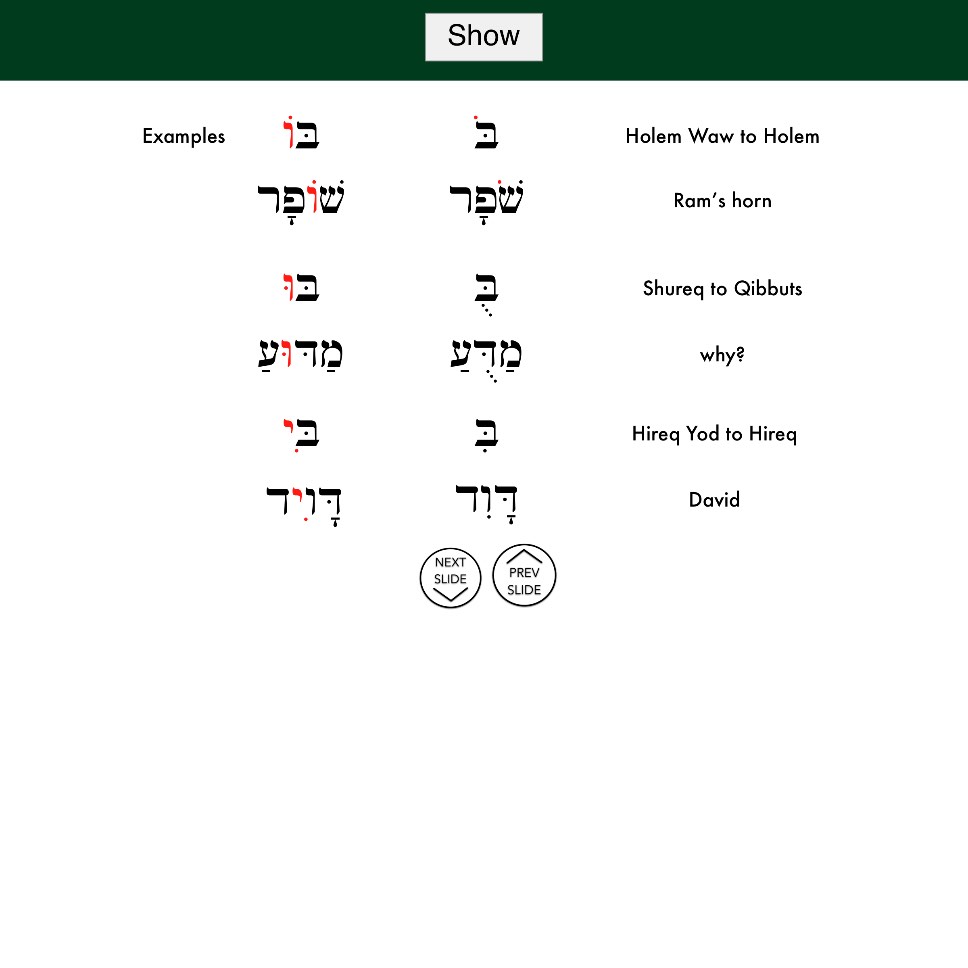 Show
Examples בּוֹ בֹּ Holem Waw to Holem
שׁוֹפָר שֹׁפָר Ram’s horn
בּוּ בֻּ Shureq to Qibbuts
מַדּוּעַ מַדֻּעַ why?
בִּי בִּ Hireq Yod to Hireq
דָּוִיד דָּוִד David
NEXT SLIDE
PREV SLIDE